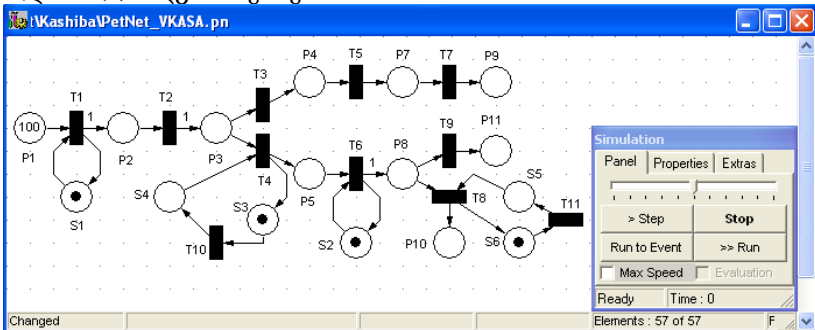 t\Kashiba\PetNet_VKASA.pn
P4 T5 P7 T7 P9
T3
T1 T2
100 1 1
P1 P2 P3
T6 P8 T9 P11
1
T4 P5
S4 S3 T8 S5 T11
S1
T10 S2 P10 S6
Simulation
Panel Properties Extras
> Step Stop
Run to Event >> Run
Max Speed Evaluation
Ready Time : 0
Changed Elements : 57 of 57 F